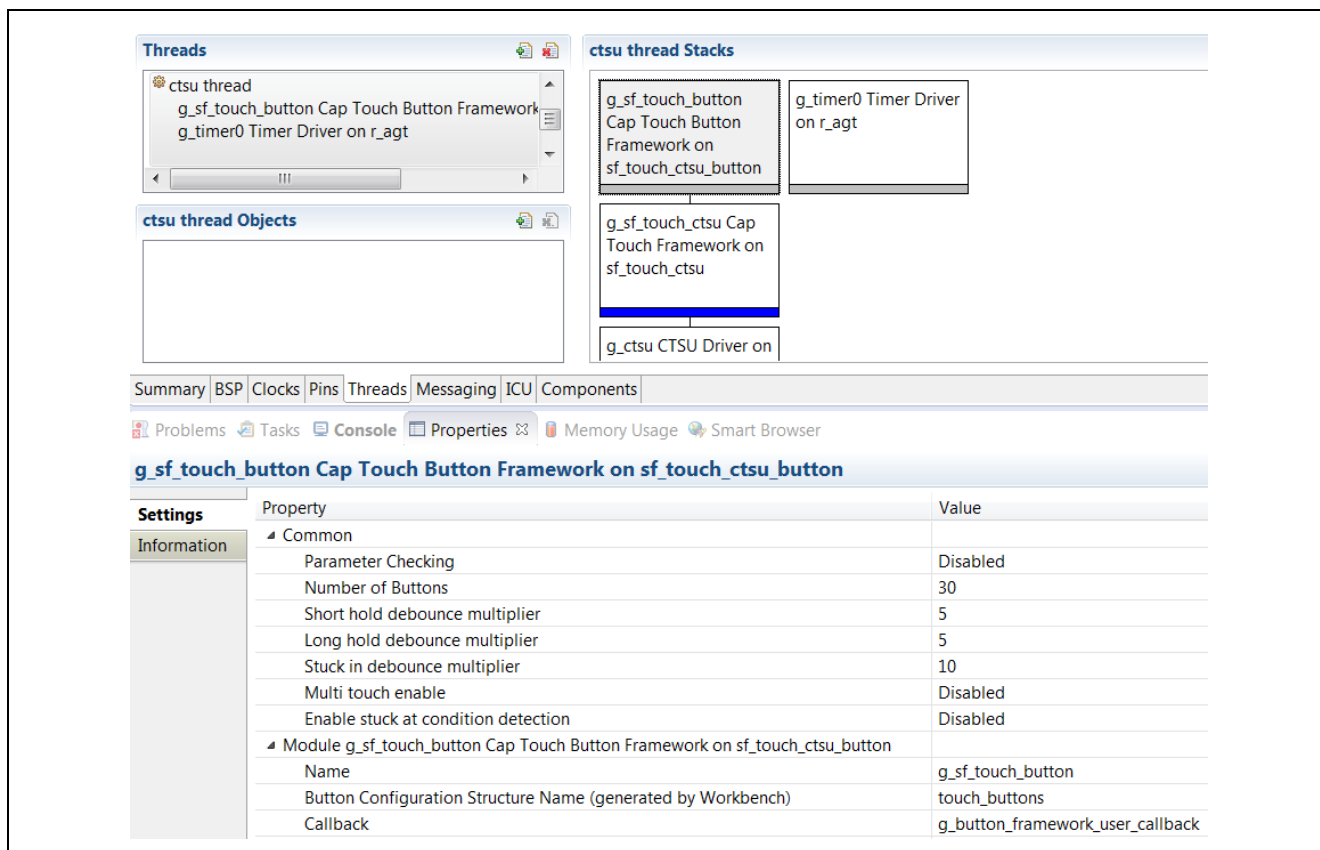 Threads
ctsu thread
g_sf_touch_button Cap Touch Button Framework
g_timer0 Timer Driver on r_agt
ctsu thread Objects
ctsu thread Stacks
g_sf_touch_button
Cap Touch Button
Framework on
sf_touch_ctsu_button
g_timer0 Timer Driver
on r_agt
g_sf_touch_ctsu Cap
Touch Framework on
sf_touch_ctsu
g_ctsu CTSU Driver on
Summary BSP Clocks Pins Threads Messaging ICU Components
Problems Tasks Console Properties Memory Usage Smart Browser
g_sf_touch_button Cap Touch Button Framework on sf_touch_ctsu_button
Settings
Information
Property Value
Common
Parameter Checking Disabled
Number of Buttons 30
Short hold debounce multiplier 5
Long hold debounce multiplier 5
Stuck in debounce multiplier 10
Multi touch enable Disabled
Enable stuck at condition detection Disabled
Module g_sf_touch_button Cap Touch Button Framework on sf_touch_ctsu_button
Name g_sf_touch_button
Button Configuration Structure Name (generated by Workbench) touch_buttons
Callback g_button_framework_user_callback